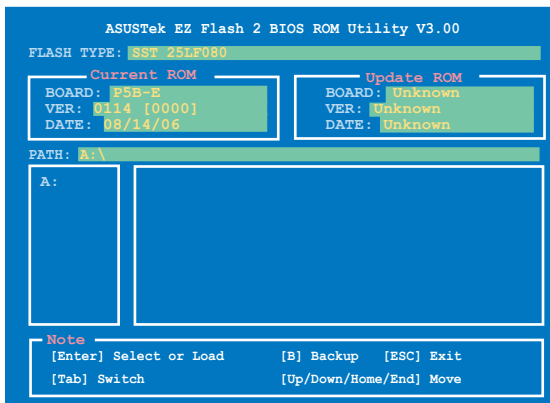 ASUSTek EZ Flash 2 BIOS ROM Utility V3.00
FLASH TYPE: SST 25LF080
Current ROM
BOARD: P5B-E
VER: 0114 [0000]
DATE: 08/14/06
Update ROM
BOARD: Unknown
VER: Unknown
DATE: Unknown
PATH: A:\
A:
Note
[Enter] Select or Load [B] Backup [ESC] Exit
[Tab] Switch [Up/Down/Home/End] Move